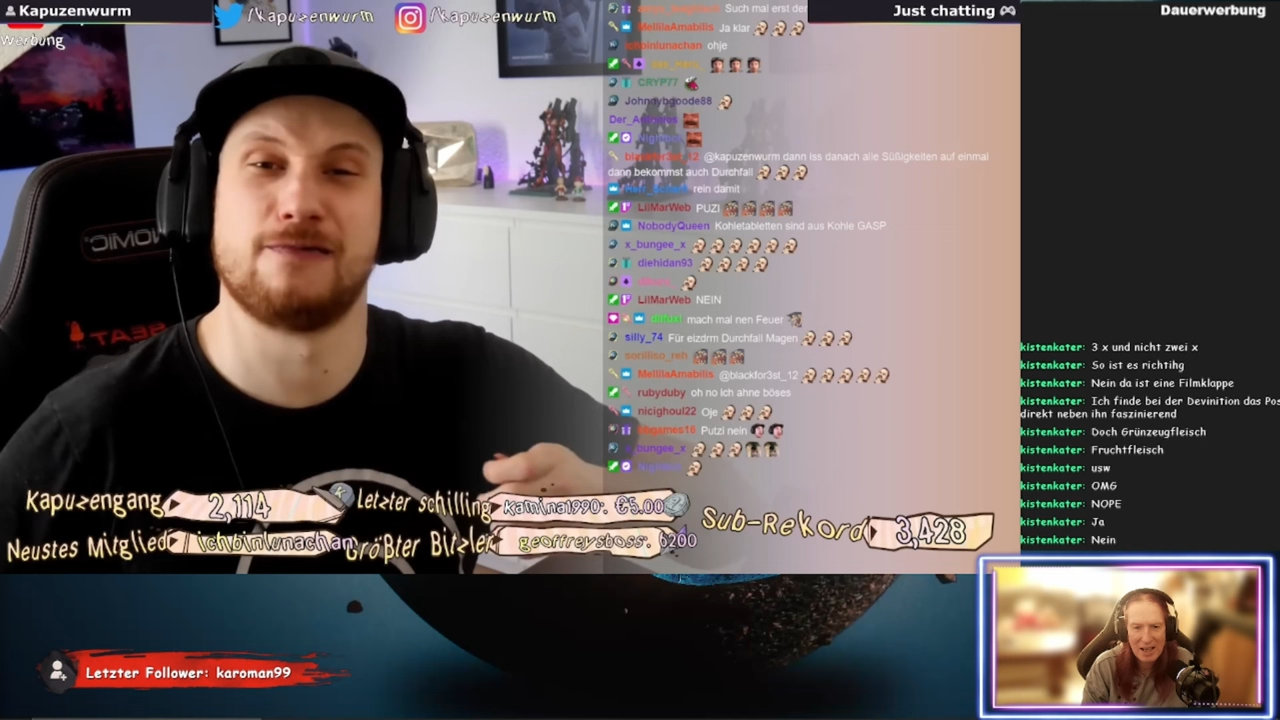 Kapuzenwurm
/kapuzenwurm
/kapuzenwurm
Werbung
Such mal erst der
MellilaAmabilis Ja klar
ichbinlunachan ohje
CRYP77
Johnnybgoode88
@kapuzenwurm dann iss danach alle Süßigkeiten auf einmal
dann bekommst auch Durchfall
rein damit
LilMarWeb PUZI
NobodyQueen Kohletabletten sind aus Kohle GASP
x_bungee_x
diehidan93
LilMarWeb NEIN
mach mal nen Feuer
silly_74 Für eizdrm Durchfall Magen
MellilaAmabilis @blackfor3st_12
rubyduby oh no ich ahne böses
nicighoul22 Oje
Putzi nein
x_bungee_x
Just chatting
Dauerwerbung
kistenkater: 3 x und nicht zwei x
kistenkater: So ist es richtihg
kistenkater: Nein da ist eine Filmklappe
kistenkater: Ich finde bei der Devinition das Pos
direkt neben ihn faszinierend
kistenkater: Doch Grünzeugfleisch
kistenkater: Fruchtfleisch
kistenkater: usw
kistenkater: OMG
kistenkater: NOPE
kistenkater: Ja
kistenkater: Nein
Kapuzengang 2,114
Letzter schilling kamina1990: €5.00
Neustes Mitglied ichbinlunachan
Größter Bitzler geoffreysboss: 6200
Sub-Rekord 3,428
Letzter Follower: karoman99